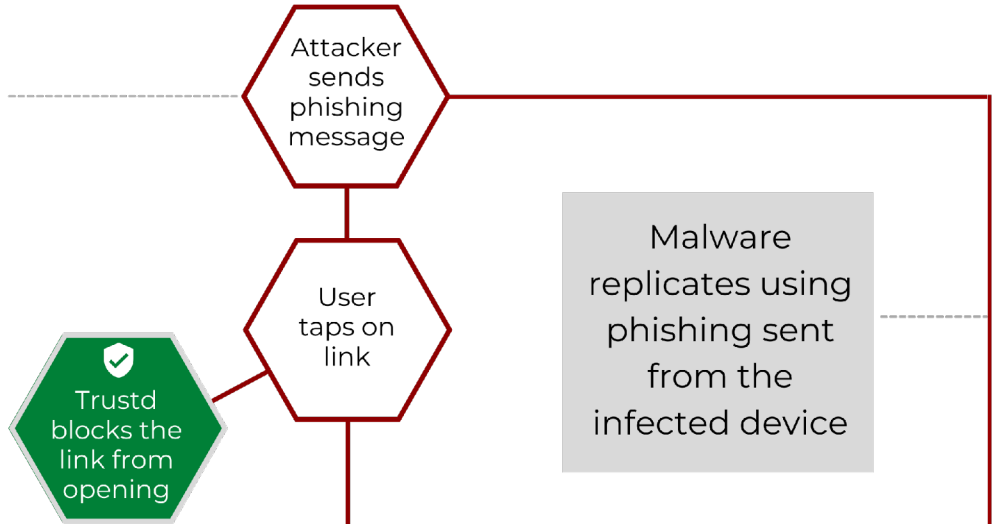 Attacker
sends
phishing
message
User
taps on
link
Trustd
blocks the
link from
opening
Malware
replicates using
phishing sent
from the
infected device